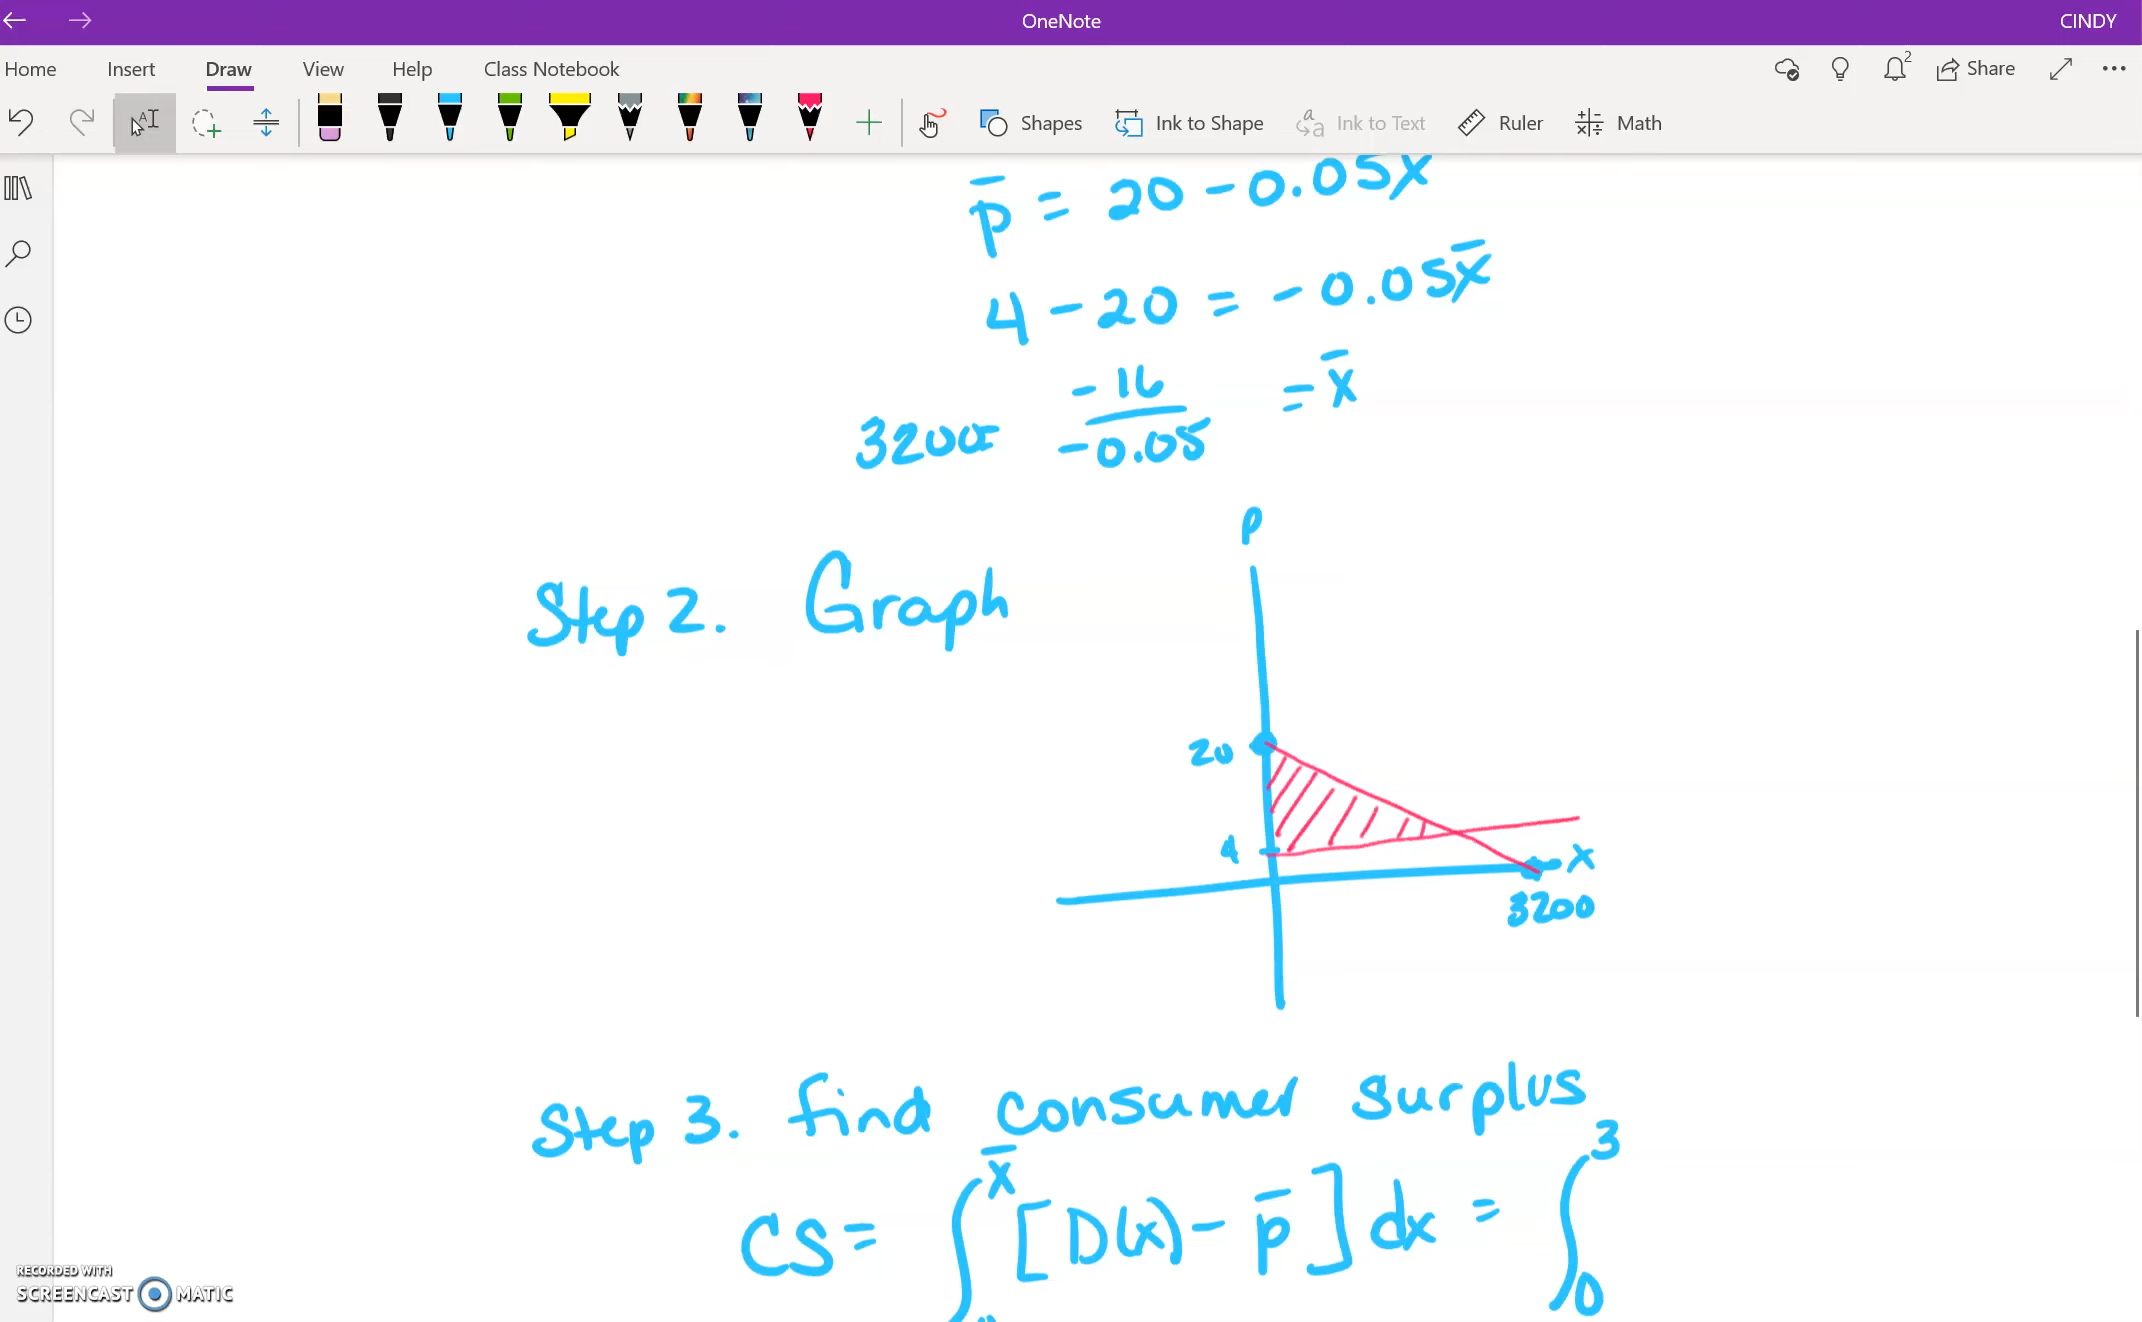 OneNote CINDY
Home Insert Draw View Help Class Notebook 2 Share
Shapes Ink to Shape Ink to Text Ruler Math
p̄ = 20 - 0.05x
4 - 20 = - 0.05x̄
3200= -16 / -0.05 = x̄
p
Step 2. Graph
20
4
x
3200
Step 3. find consumer surplus
CS = ∫ x̄ [D(x) - p̄] dx = ∫ 0 3
RECORDED WITH
SCREENCAST MATIC